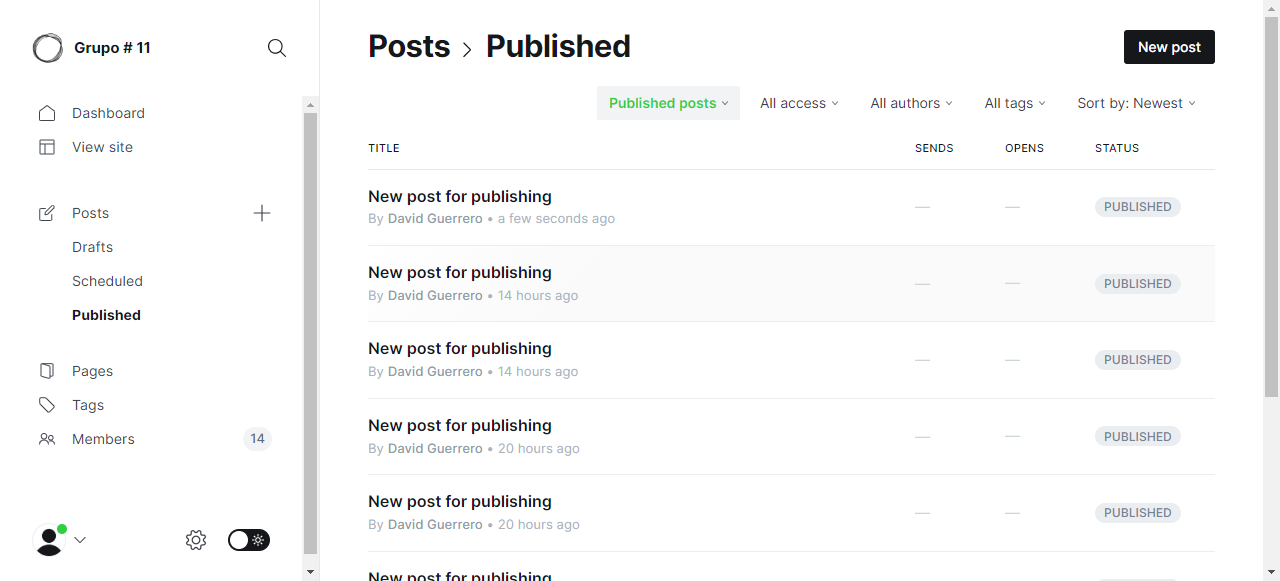 Grupo # 11
Dashboard
View site
Posts
Drafts
Scheduled
Published
Pages
Tags
Members 14
Posts › Published
New post
Published posts All access All authors All tags Sort by: Newest
TITLE SENDS OPENS STATUS
New post for publishing
By David Guerrero • a few seconds ago — — PUBLISHED
New post for publishing
By David Guerrero • 14 hours ago — — PUBLISHED
New post for publishing
By David Guerrero • 14 hours ago — — PUBLISHED
New post for publishing
By David Guerrero • 20 hours ago — — PUBLISHED
New post for publishing
By David Guerrero • 20 hours ago — — PUBLISHED
New post for publishing